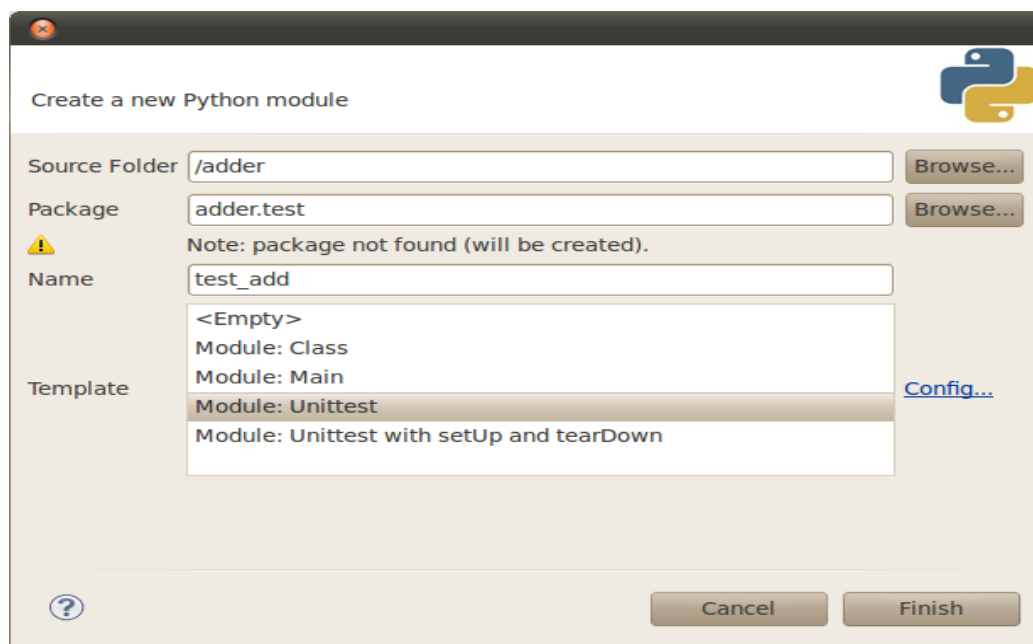 Create a new Python module
Source Folder /adder Browse...
Package adder.test Browse...
Note: package not found (will be created).
Name test_add
<Empty>
Module: Class
Module: Main
Template Config...
Module: Unittest
Module: Unittest with setUp and tearDown
? Cancel Finish